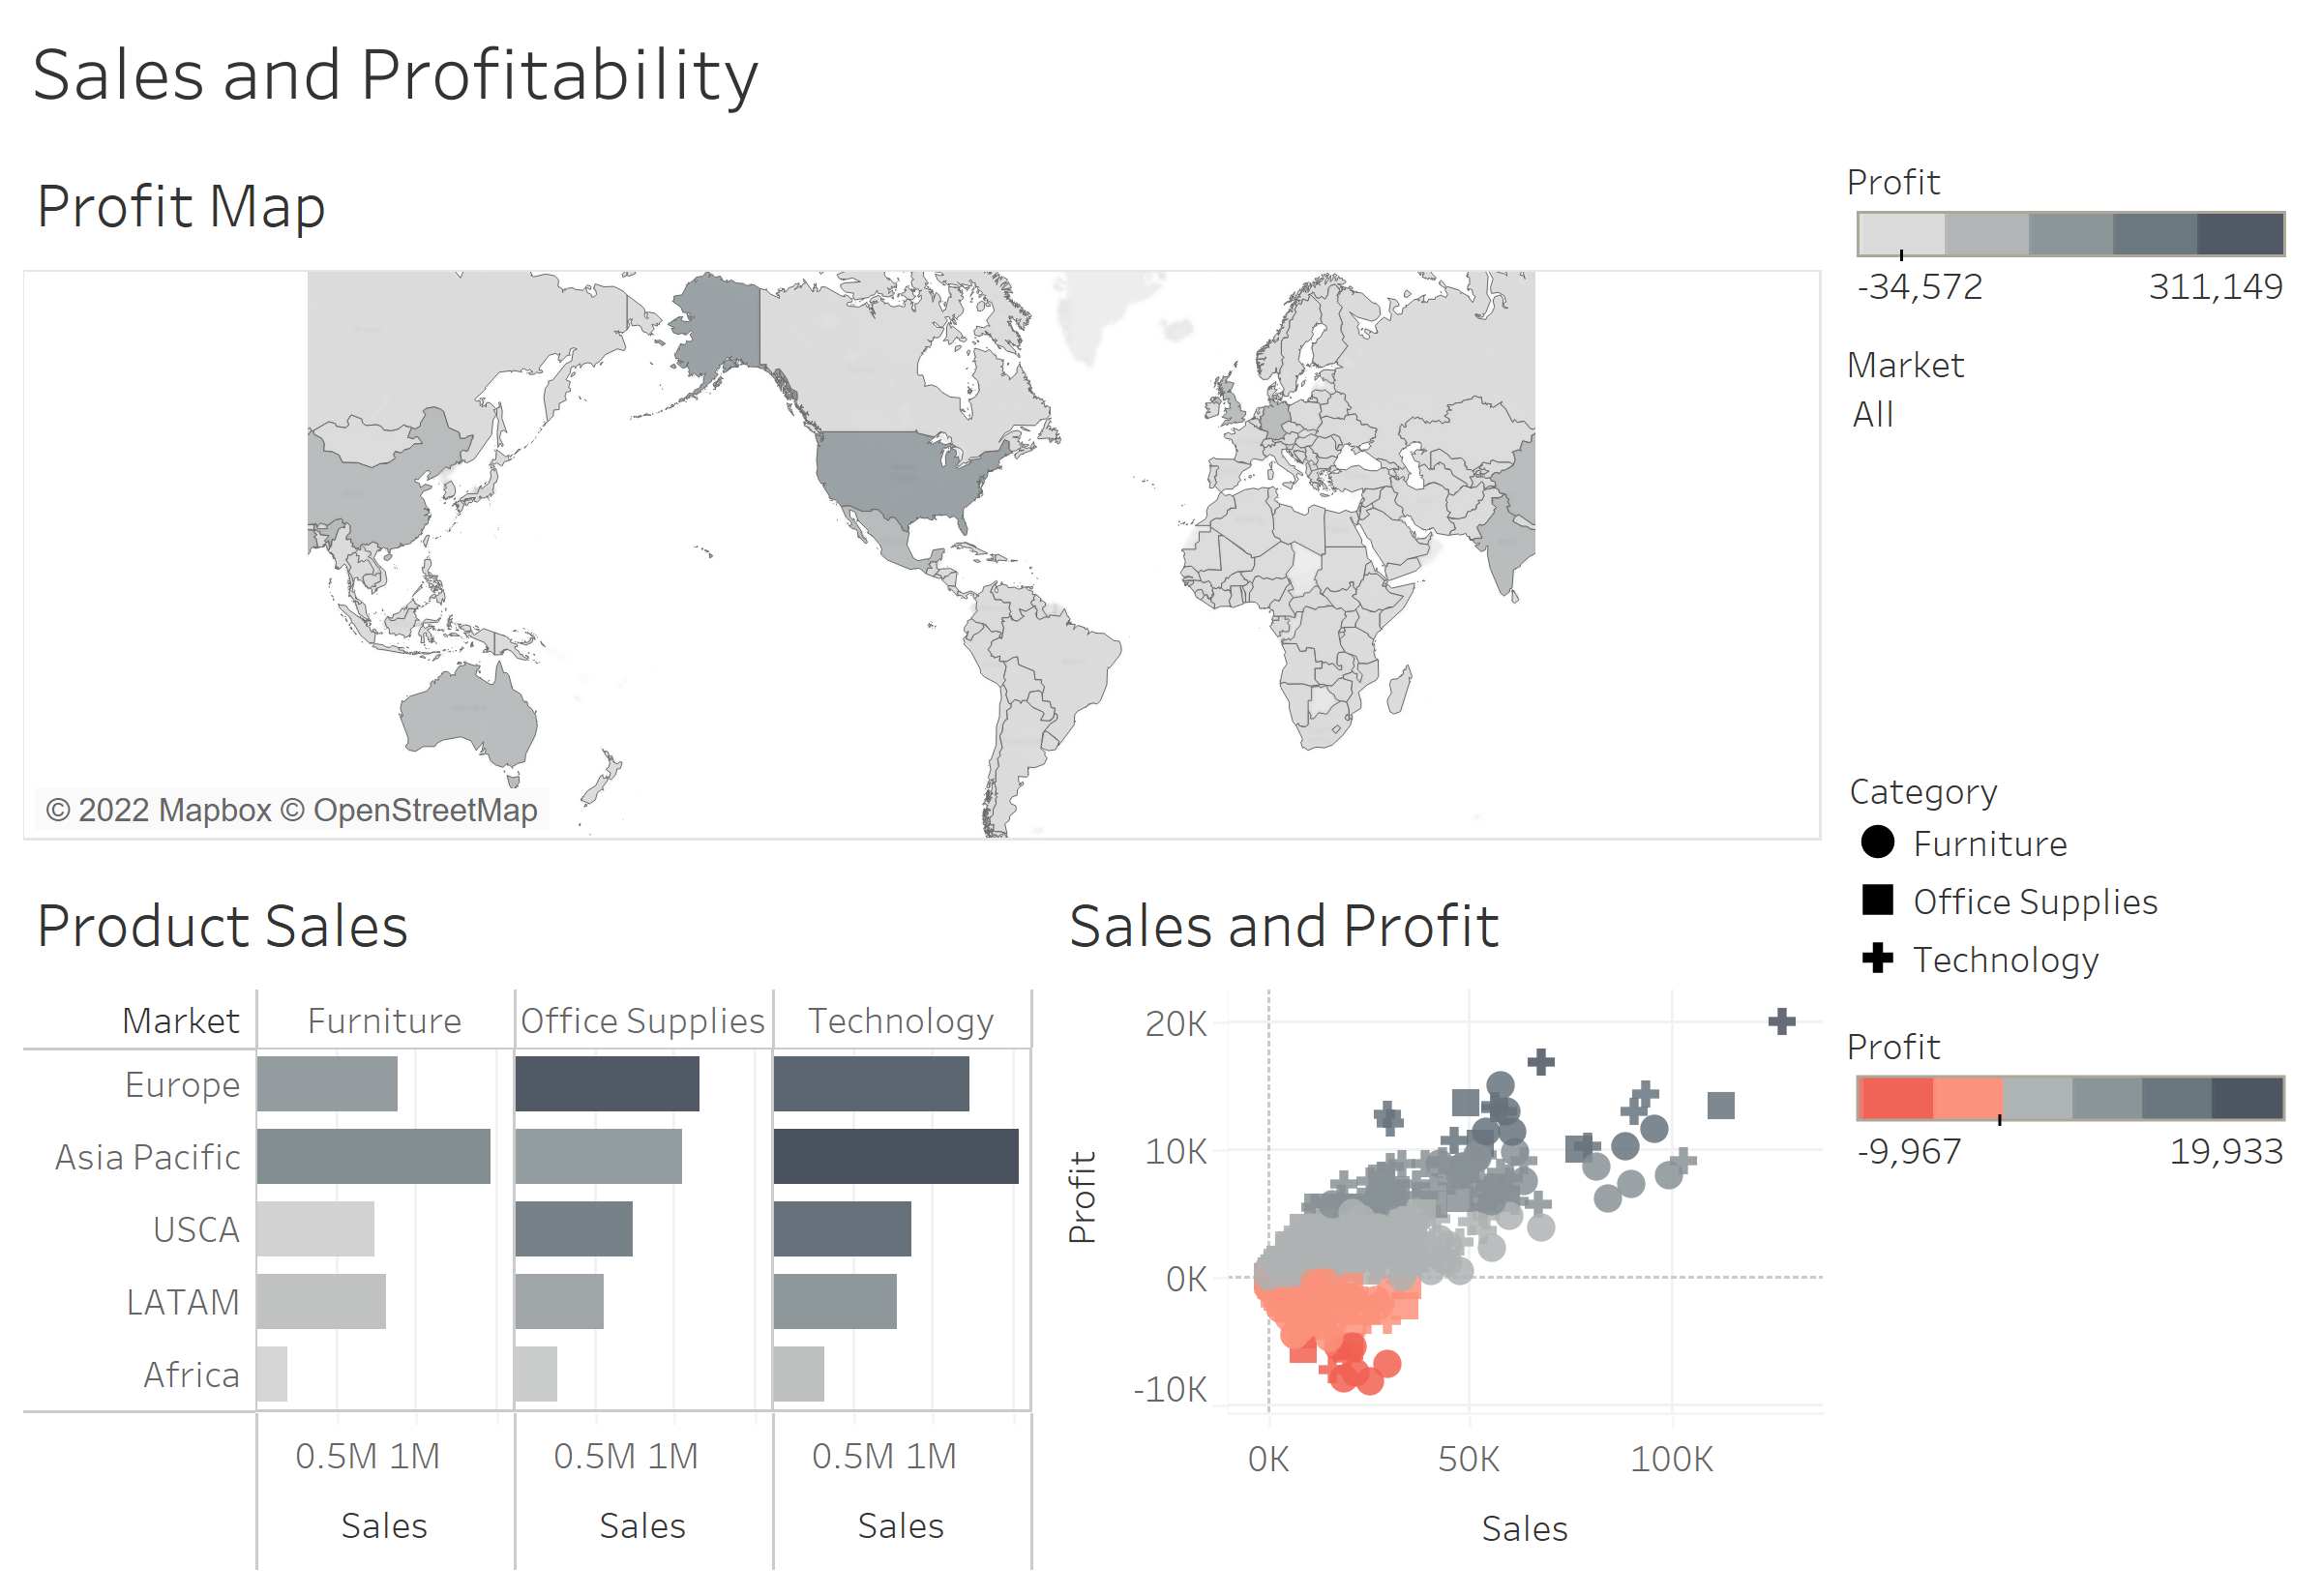 Sales and Profitability
Profit Map
Profit
-34,572 311,149
Market
All
© 2022 Mapbox © OpenStreetMap
Category
Furniture
Office Supplies
Technology
Profit
-9,967 19,933
Product Sales
Market Furniture Office Supplies Technology
Europe
Asia Pacific
USCA
LATAM
Africa
0.5M 1M 0.5M 1M 0.5M 1M
Sales Sales Sales
Sales and Profit
Profit
20K
10K
0K
-10K
0K 50K 100K
Sales